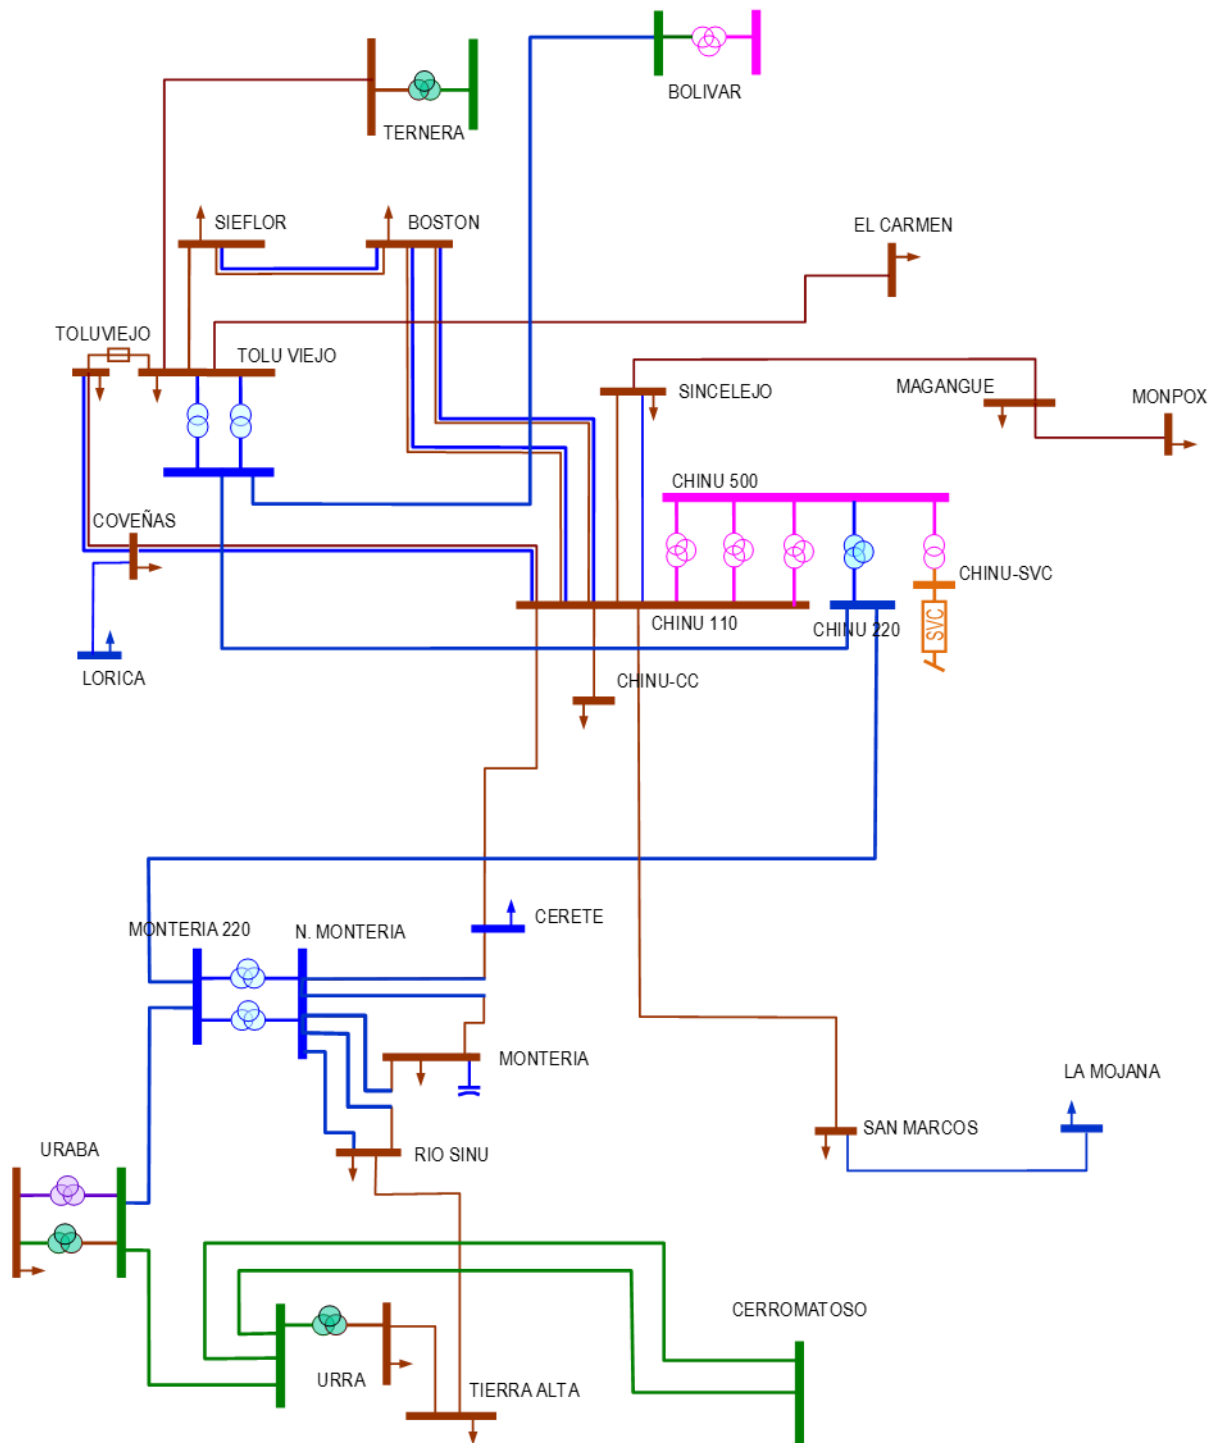 BOLIVAR
TERNERA
SIEFLOR
BOSTON
EL CARMEN
TOLUVIEJO
TOLU VIEJO
SINCELEJO
MAGANGUE
MONPOX
CHINU 500
COVEÑAS
CHINU-SVC
SVC
CHINU 110
CHINU 220
LORICA
CHINU-CC
CERETE
MONTERIA 220
N. MONTERIA
MONTERIA
LA MOJANA
SAN MARCOS
URABA
RIO SINU
CERROMATOSO
URRA
TIERRA ALTA